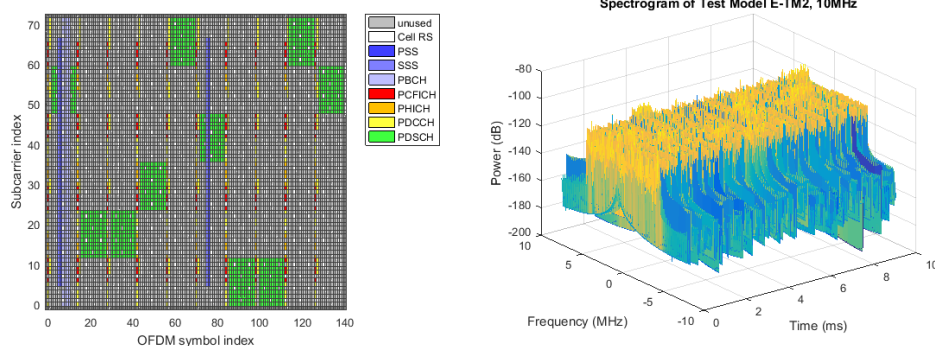 Spectrogram of Test Model E-TM2, 10MHz
70
60
50
40
30
20
10
0
Subcarrier index
0 20 40 60 80 100 120 140
OFDM symbol index
unused
Cell RS
PSS
SSS
PBCH
PCFICH
PHICH
PDCCH
PDSCH
-80
-100
-120
-140
-160
-180
-200
Power (dB)
10
5
0
-5
-10
Frequency (MHz)
0
2
4
6
8
10
Time (ms)